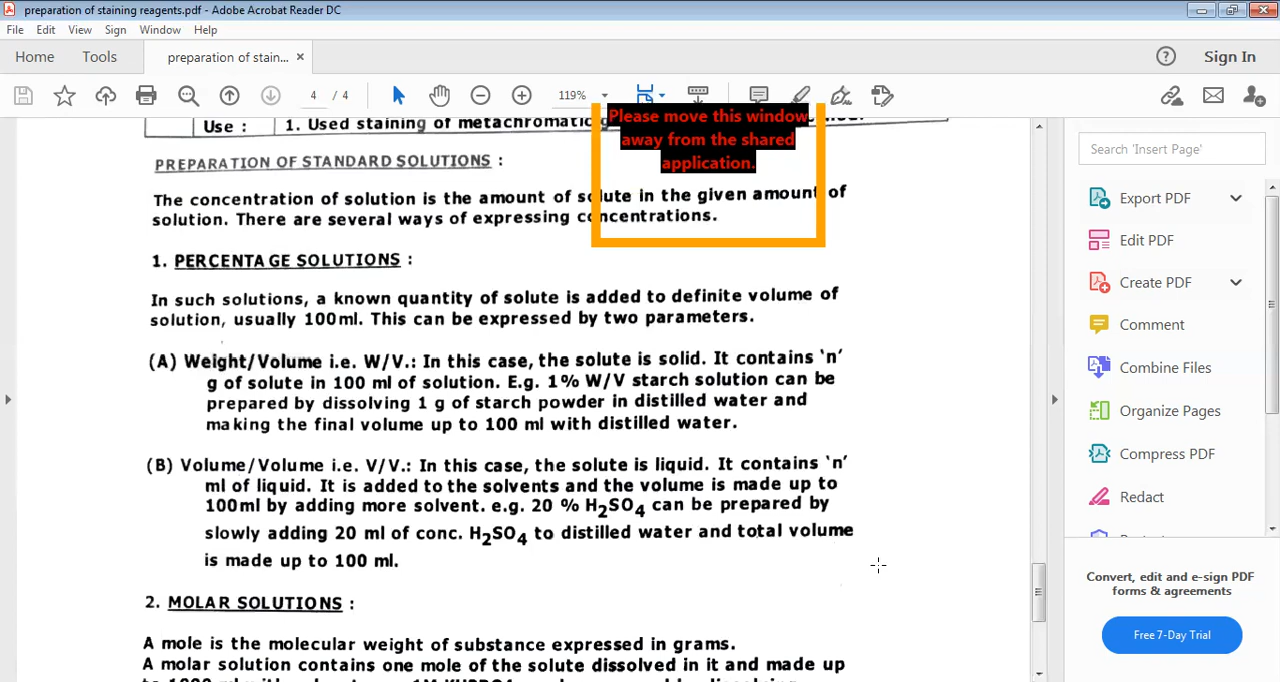 preparation of staining reagents.pdf - Adobe Acrobat Reader DC
File Edit View Sign Window Help
Home Tools preparation of stain... × Sign In
4 / 4 119%
Use : 1. Used staining of metachromatic
Please move this window
away from the shared
application.
PREPARATION OF STANDARD SOLUTIONS :
The concentration of solution is the amount of solute in the given amount of
solution. There are several ways of expressing concentrations.
1. PERCENTAGE SOLUTIONS :
In such solutions, a known quantity of solute is added to definite volume of
solution, usually 100ml. This can be expressed by two parameters.
(A) Weight/Volume i.e. W/V.: In this case, the solute is solid. It contains 'n'
g of solute in 100 ml of solution. E.g. 1% W/V starch solution can be
prepared by dissolving 1 g of starch powder in distilled water and
making the final volume up to 100 ml with distilled water.
(B) Volume/Volume i.e. V/V.: In this case, the solute is liquid. It contains 'n'
ml of liquid. It is added to the solvents and the volume is made up to
100ml by adding more solvent. e.g. 20 % H2SO4 can be prepared by
slowly adding 20 ml of conc. H2SO4 to distilled water and total volume
is made up to 100 ml.
2. MOLAR SOLUTIONS :
A mole is the molecular weight of substance expressed in grams.
A molar solution contains one mole of the solute dissolved in it and made up
Search 'Insert Page'
Export PDF
Edit PDF
Create PDF
Comment
Combine Files
Organize Pages
Compress PDF
Redact
Convert, edit and e-sign PDF
forms & agreements
Free 7-Day Trial